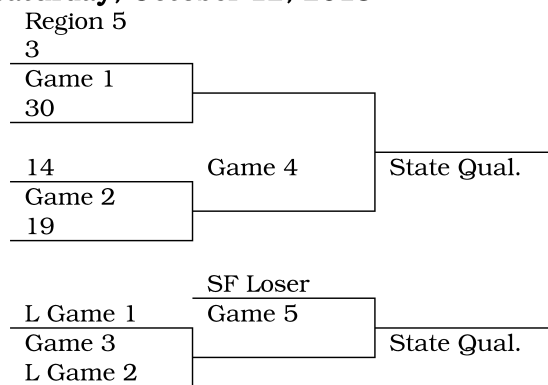 Region 5
3
Game 1
30
14
Game 4
State Qual.
Game 2
19
SF Loser
L Game 1
Game 5
Game 3
State Qual.
L Game 2